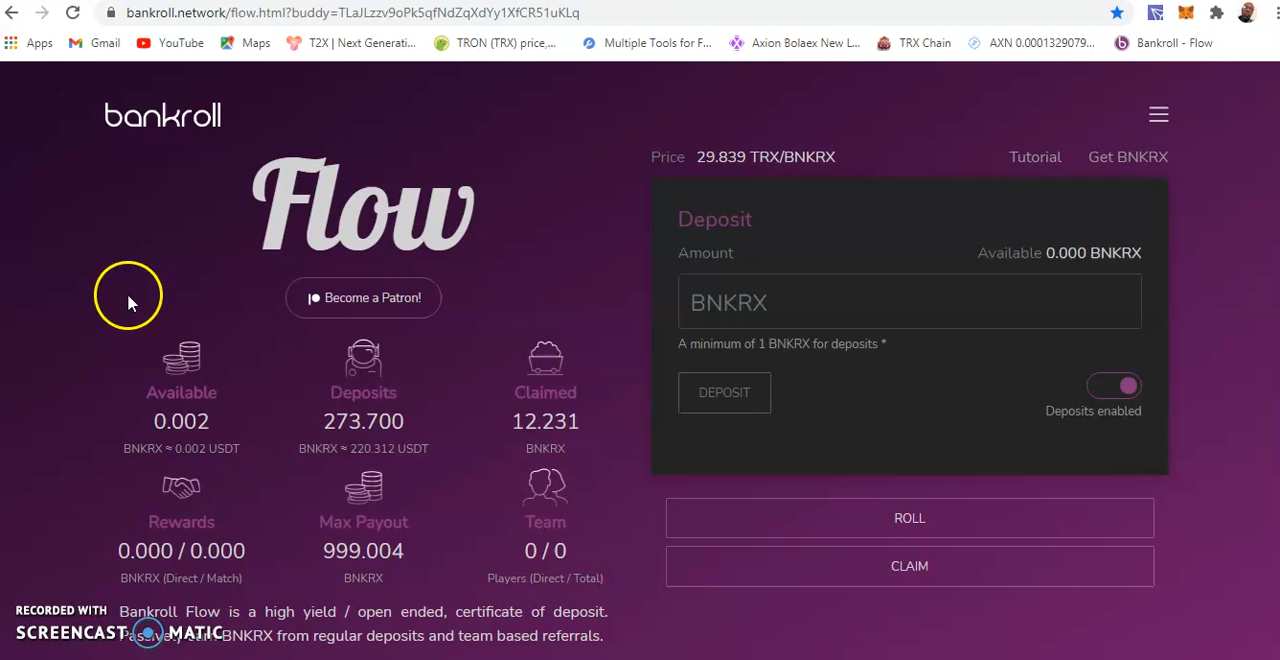 bankroll.network/flow.html?buddy=TLaJLzzv9oPk5qfNdZqXdYy1XfCR51uKLq
Apps Gmail YouTube Maps T2X | Next Generati... TRON (TRX) price,... Multiple Tools for F... Axion Bolaex New L... TRX Chain AXN 0.0001329079... Bankroll - Flow
bankroll
Flow
Become a Patron!
Available Deposits Claimed
0.002 273.700 12.231
BNKRX ≈ 0.002 USDT BNKRX ≈ 220.312 USDT BNKRX
Rewards Max Payout Team
0.000 / 0.000 999.004 0 / 0
BNKRX (Direct / Match) BNKRX Players (Direct / Total)
Bankroll Flow is a high yield / open ended, certificate of deposit.
BNKRX from regular deposits and team based referrals.
Price 29.839 TRX/BNKRX Tutorial Get BNKRX
Deposit
Amount Available 0.000 BNKRX
BNKRX
A minimum of 1 BNKRX for deposits *
DEPOSIT
Deposits enabled
ROLL
CLAIM
RECORDED WITH
SCREENCAST MATIC